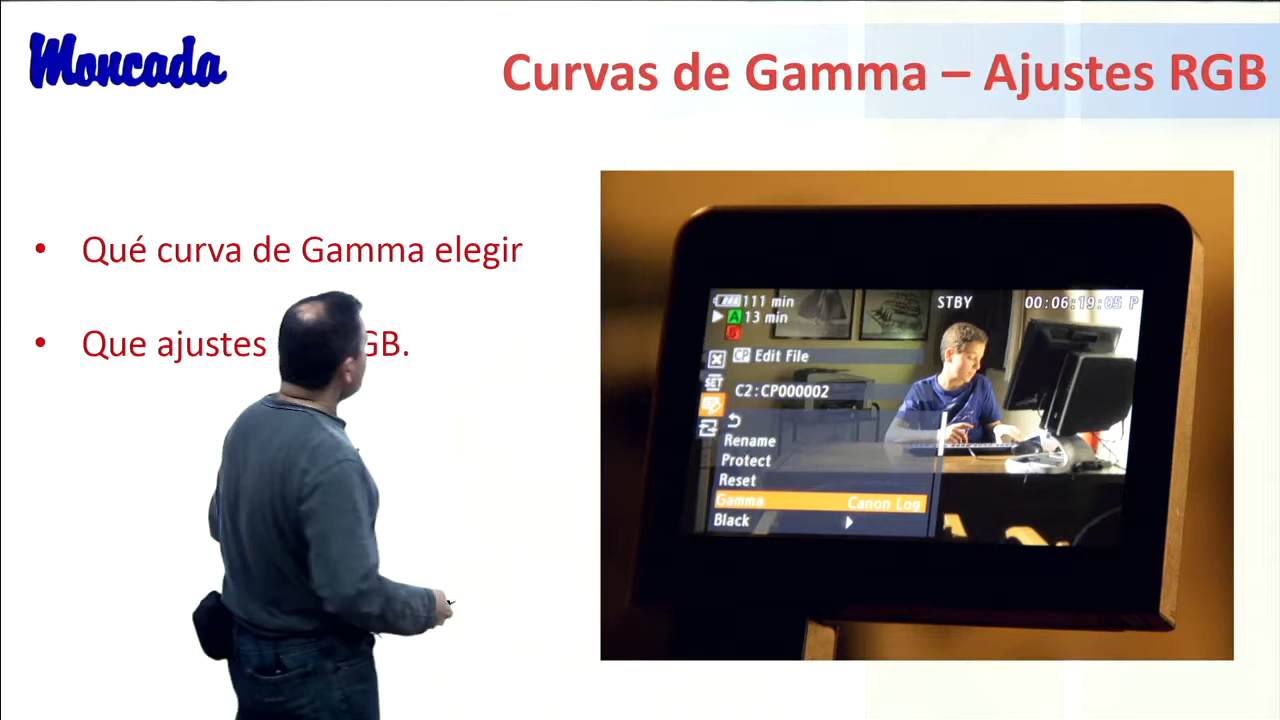 Moncada
Curvas de Gamma – Ajustes RGB
• Qué curva de Gamma elegir
• Que ajustes GB.
111 min
STBY
00:06:19:05 P
A 13 min
CP Edit File
C2:CP000002
SET
Rename
Protect
Reset
Gamma Canon Log
Black